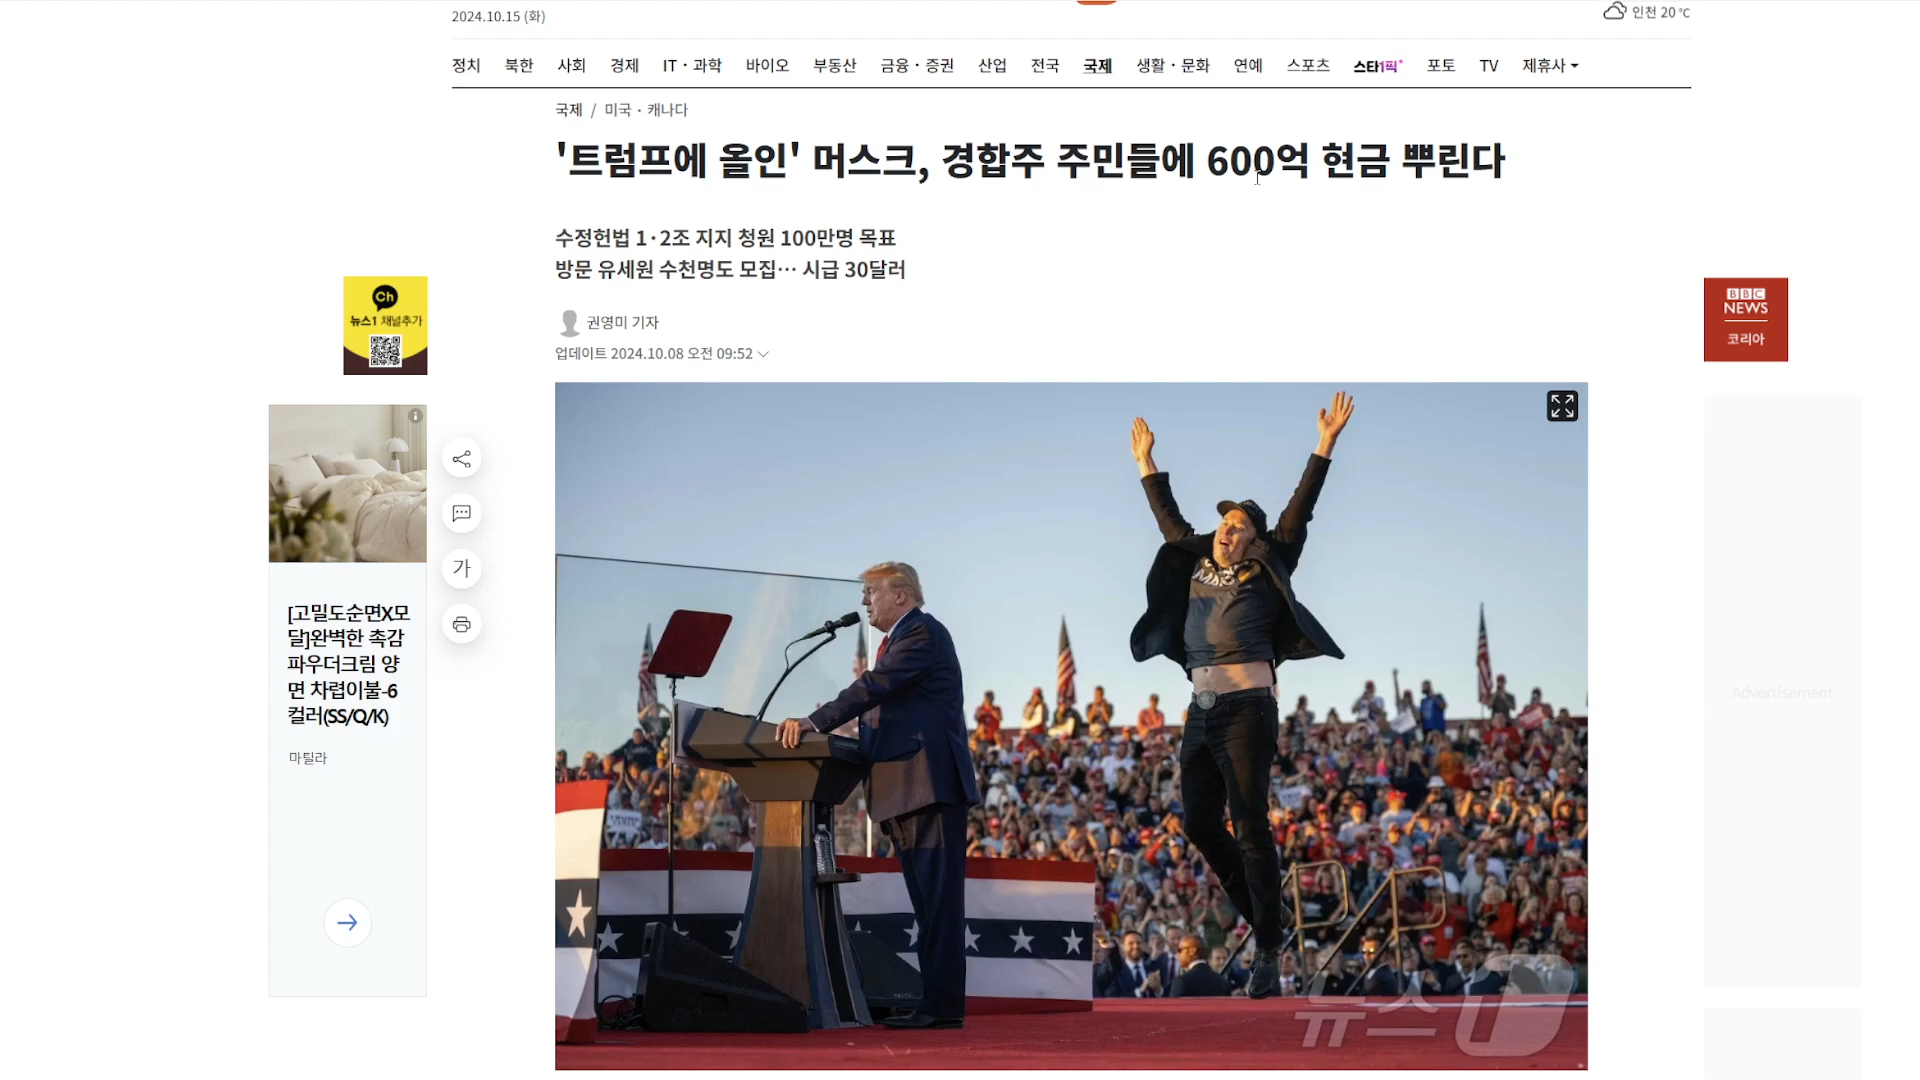 2024.10.15 (화)
인천 20 ℃
정치 북한 사회 경제 IT・과학 바이오 부동산 금융・증권 산업 전국 국제 생활・문화 연예 스포츠 스타1픽 포토 TV 제휴사
국제 / 미국・캐나다
'트럼프에 올인' 머스크, 경합주 주민들에 600억 현금 뿌린다
수정헌법 1·2조 지지 청원 100만명 목표
방문 유세원 수천명도 모집… 시급 30달러
권영미 기자
업데이트 2024.10.08 오전 09:52
Ch
뉴스1 채널추가
BBC
NEWS
코리아
가
[고밀도순면X모
달]완벽한 촉감
파우더크림 양
면 차렵이불-6
컬러(SS/Q/K)
마틸라
Advertisement
뉴스1